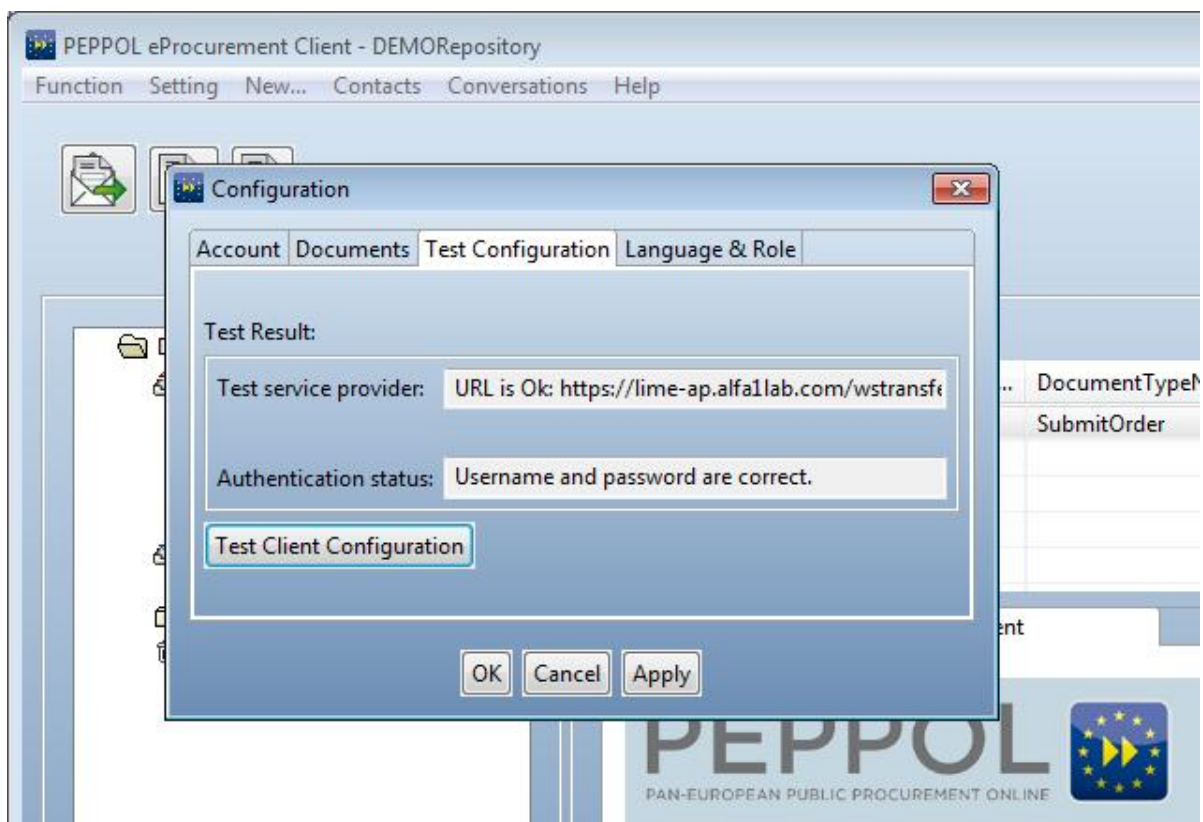 PEPPOL eProcurement Client - DEMORepository
Function Setting New... Contacts Conversations Help
Configuration
Account Documents Test Configuration Language & Role
Test Result:
Test service provider: URL is Ok: https://lime-ap.alfa1lab.com/wstransfe
Authentication status: Username and password are correct.
Test Client Configuration
OK Cancel Apply
... DocumentTypeN
SubmitOrder
ent
PEPPOL
PAN-EUROPEAN PUBLIC PROCUREMENT ONLINE